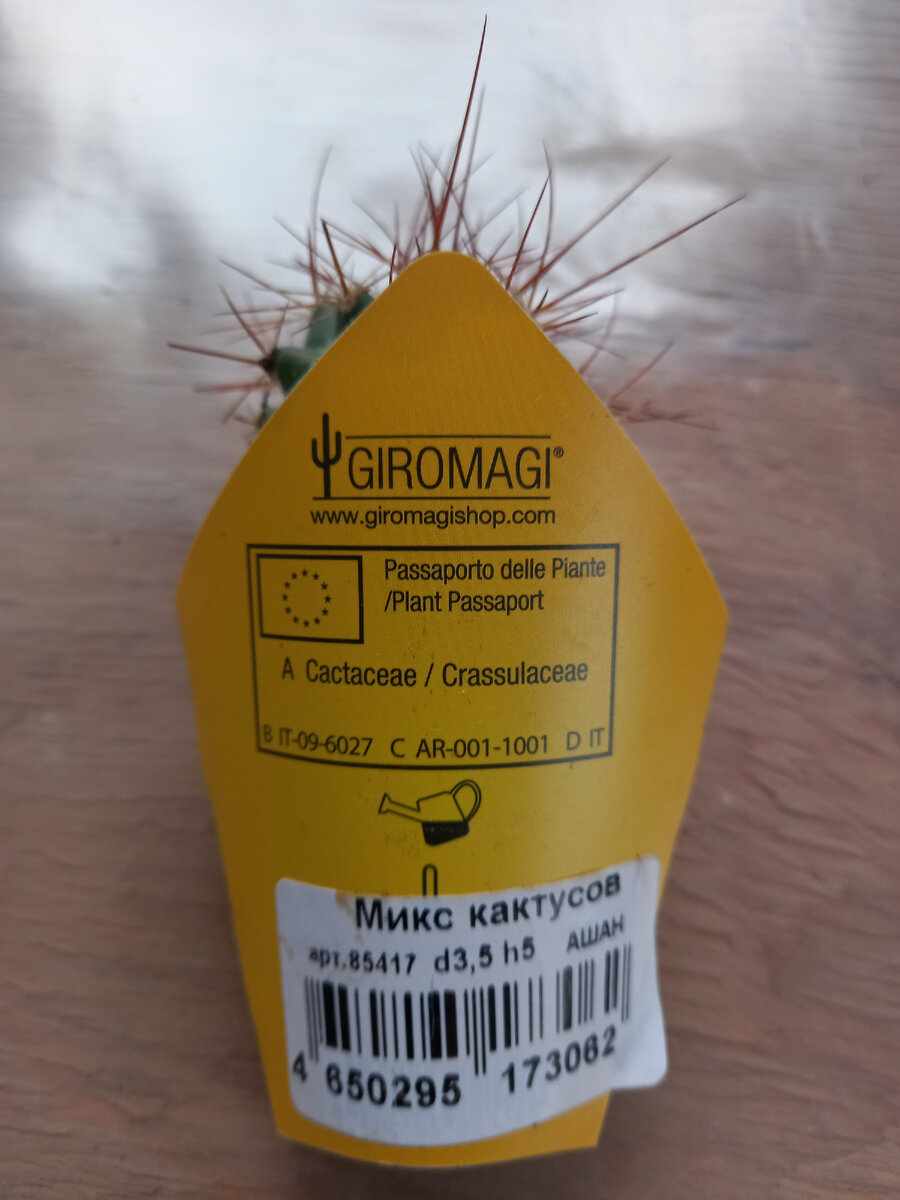 GIROMAGI®
www.giromagishop.com
Passaporto delle Piante
/Plant Passaport
A Cactaceae / Crassulaceae
B IT-09-6027 C AR-001-1001 D IT
Микс кактусов
арт.85417 d3,5 h5 АШАН
4 650295 173062